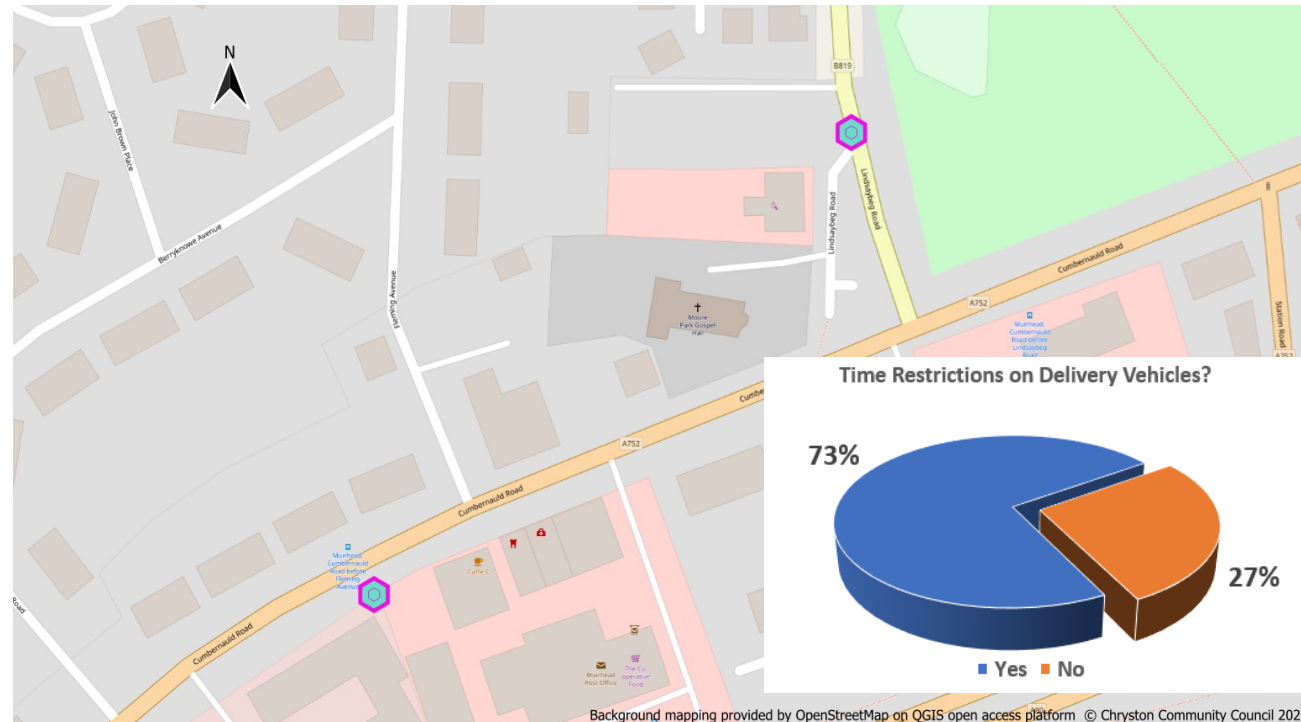 N
B819
John Brown Place
Lindsaybeg Road
Berryknowe Avenue
Lindsaybeg Road
Cumbernauld Road
Fleming Avenue
A752
Station Road
Moore
Park Gospel
Hall
Muirhead,
Cumbernauld
Road before
Lindsaybeg
Road
A752
Time Restrictions on Delivery Vehicles?
A752
73%
Cumberland Road
Muirhead,
Cumbernauld
Road before
Fleming
Avenue
Caffe E
27%
Road
Cumbernauld Road
Muirhead
Post Office
The Co-
operative
Food
Yes
No
Background mapping provided by OpenStreetMap on QGIS open access platform © Chryston Community Council 202